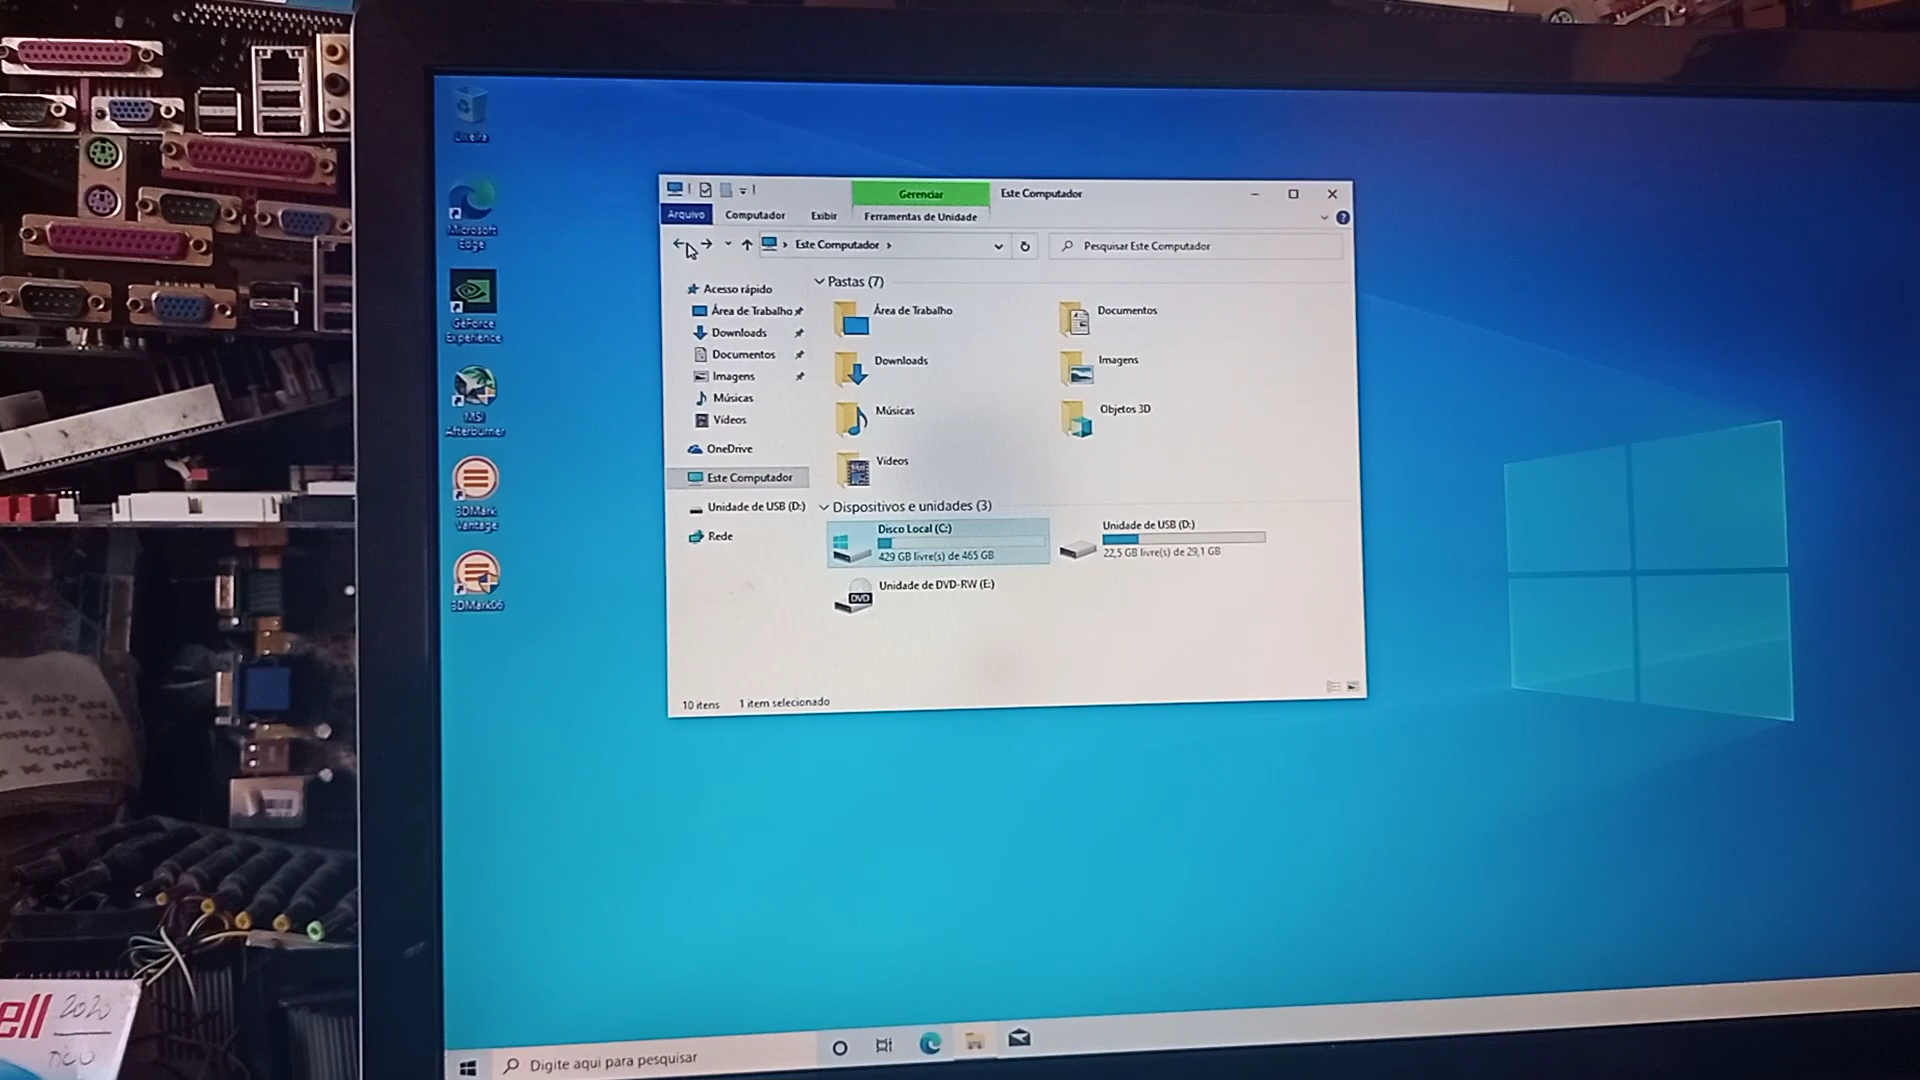 Lixeira
Microsoft
Edge
GeForce
Experience
MSI
Afterburner
3DMark
Vantage
3DMark06
Gerenciar
Este Computador
Arquivo
Computador
Exibir
Ferramentas de Unidade
Este Computador
Pesquisar Este Computador
Acesso rápido
Área de Trabalho
Downloads
Documentos
Imagens
Músicas
Vídeos
OneDrive
Este Computador
Unidade de USB (D:)
Rede
Pastas (7)
Área de Trabalho
Documentos
Downloads
Imagens
Músicas
Objetos 3D
Vídeos
Dispositivos e unidades (3)
Disco Local (C:)
429 GB livre(s) de 465 GB
Unidade de USB (D:)
22,5 GB livre(s) de 29,1 GB
Unidade de DVD-RW (E:)
DVD
10 itens
1 item selecionado
Digite aqui para pesquisar
ell
2020